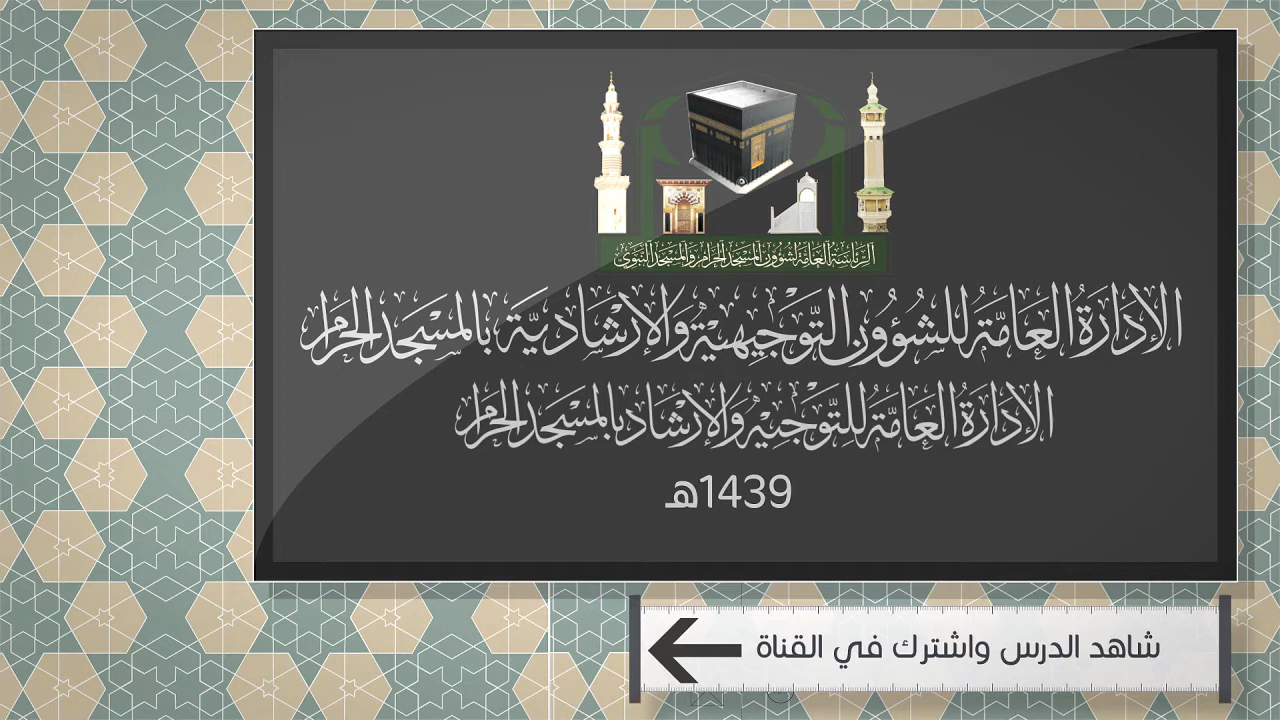 الرئاسة العامة لشؤون المسجد الحرام والمسجد النبوي
الإدارة العامة للشؤون التوجيهية والإرشادية بالمسجد الحرام
الإدارة العامة للتوجيه والإرشاد بالمسجد الحرام
1439هـ
شاهد الدرس واشترك في القناة